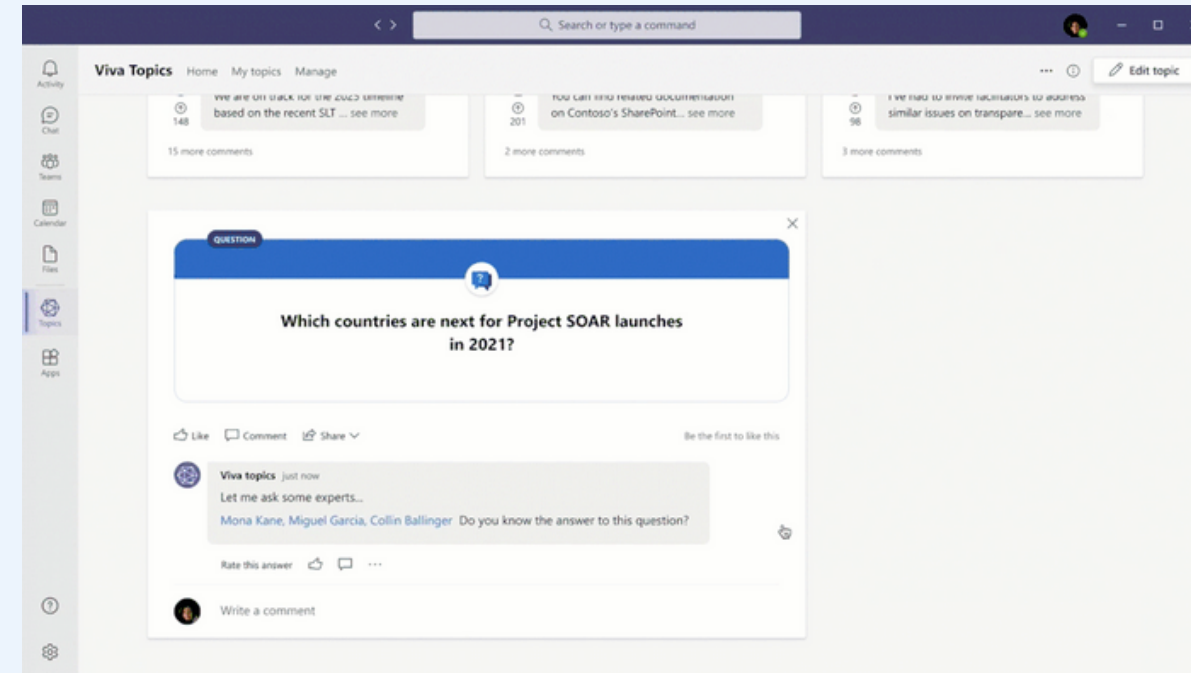 Search or type a command
Activity
Chat
Teams
Calendar
Files
Topics
Apps
Viva Topics Home My topics Manage
Edit topic
We are on track for the 2025 timeline
based on the recent SLT ... see more
148
15 more comments
You can find related documentation
on Contoso's SharePoint... see more
201
2 more comments
I've had to invite facilitators to address
similar issues on transpare... see more
98
3 more comments
QUESTION
Which countries are next for Project SOAR launches
in 2021?
Like Comment Share
Be the first to like this
Viva topics just now
Let me ask some experts...
Mona Kane, Miguel Garcia, Collin Ballinger Do you know the answer to this question?
Rate this answer
Write a comment